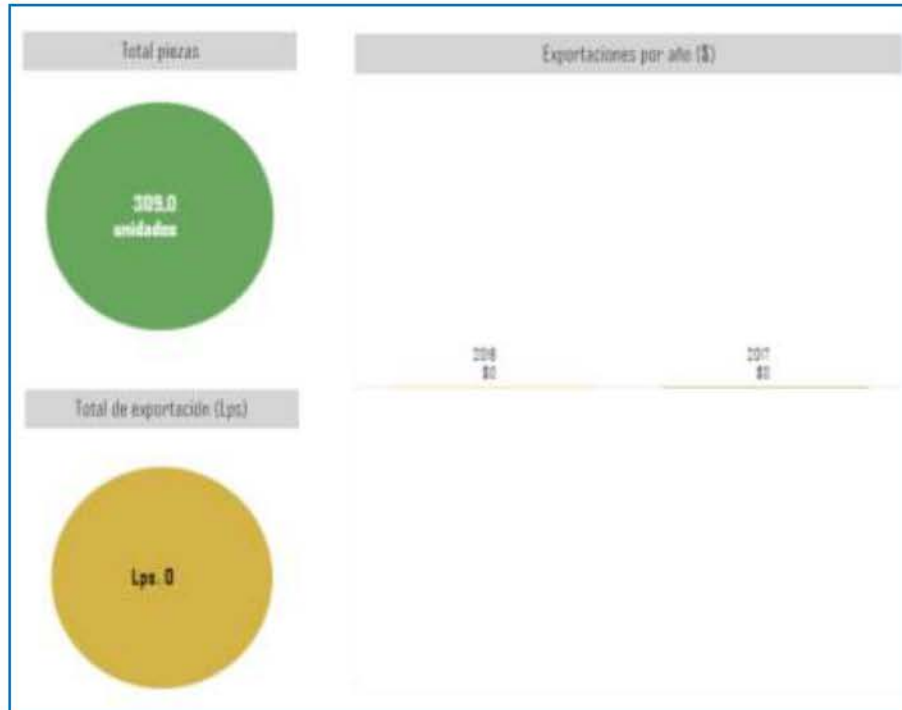 Total piezas
309.0
unidades
Total de exportación (Lps)
Lps. 0
Exportaciones por año ($)
2016
$0
2017
$0